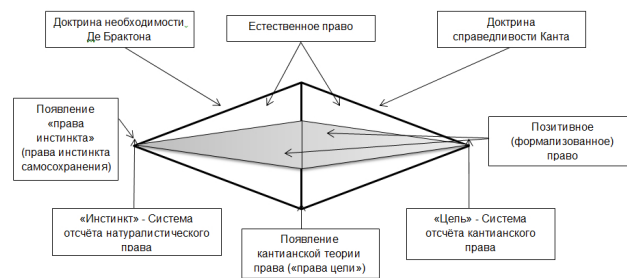 Доктрина необходимости
Де Брактона
Естественное право
Доктрина
справедливости Канта
Появление
«права
инстинкта»
(права инстинкта
самосохранения)
Позитивное
(формализованное)
право
«Инстинкт» - Система
отсчёта натуралистического
права
Появление
кантианской теории
права («права цели»)
«Цель» - Система
отсчёта кантианского
права